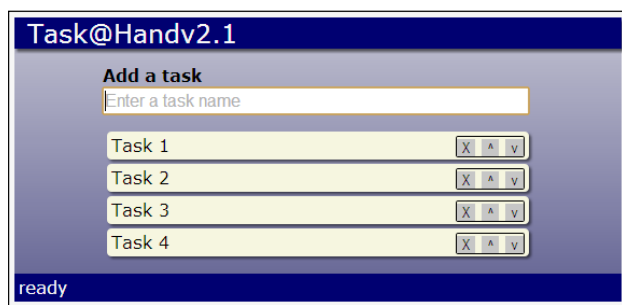 Task@Handv2.1
Add a task
Enter a task name
Task 1 X ^ v
Task 2 X ^ v
Task 3 X ^ v
Task 4 X ^ v
ready